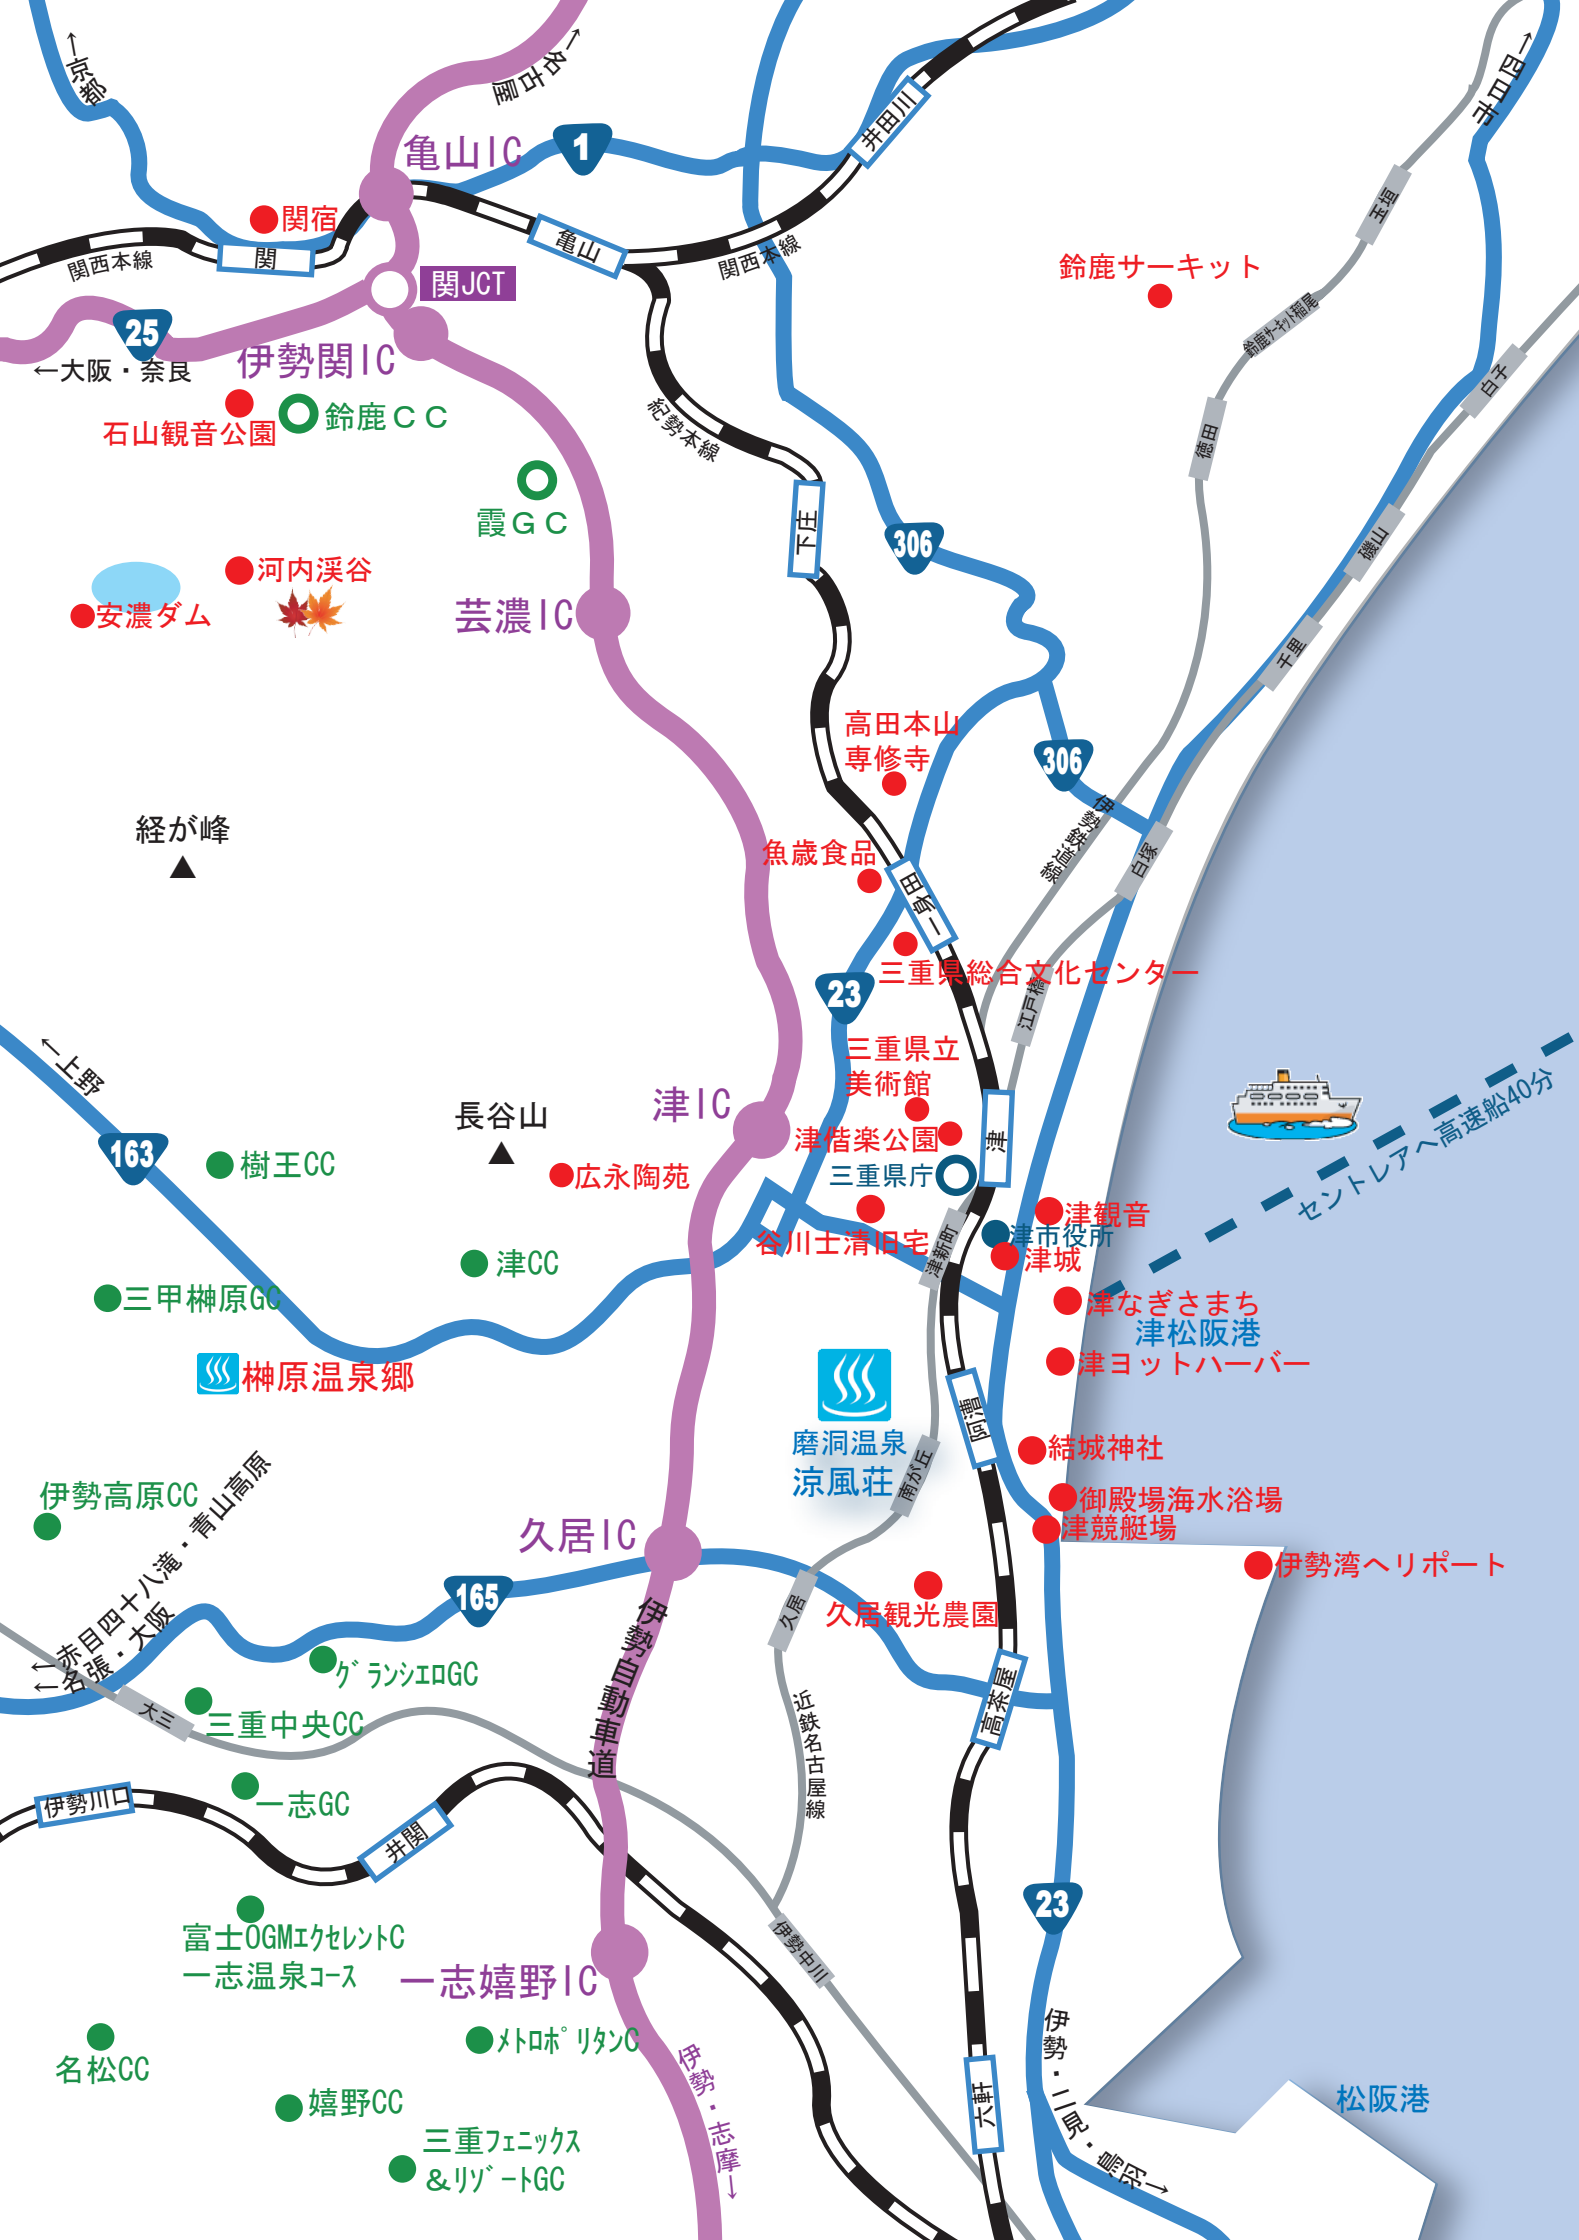 ←京都
←名古屋
←四日市
亀山IC
1
井田川
関宿
関
関西本線
亀山
関西本線
玉垣
関JCT
鈴鹿サーキット
25
←大阪・奈良
伊勢関IC
鈴鹿サーキット稲尾
白子
石山観音公園
鈴鹿CC
紀勢本線
徳田
霞GC
下庄
306
磯山
河内渓谷
安濃ダム
芸濃IC
千里
高田本山
専修寺
306
経が峰
伊勢鉄道線
魚歳食品
白塚
一身田
三重県総合文化センター
23
江戸橋
←上野
三重県立
美術館
津IC
長谷山
津偕楽公園
津
セントレアへ高速船40分
163
樹王CC
広永陶苑
三重県庁
津観音
津市役所
谷川士清旧宅
津新町
津城
津CC
三甲榊原GC
津なぎさまち
津松阪港
津ヨットハーバー
榊原温泉郷
阿漕
磨洞温泉
涼風荘
結城神社
南が丘
伊勢高原CC
←赤目四十八滝・青山高原
←名張・大阪
御殿場海水浴場
津競艇場
久居IC
伊勢湾ヘリポート
165
久居
久居観光農園
伊勢自動車道
グランシエロGC
高茶屋
大三
三重中央CC
近鉄名古屋線
伊勢川口
一志GC
井関
23
富士OGMエクセレントC
一志温泉コース
伊勢中川
一志嬉野IC
メトロポリタンC
伊勢・二見・鳥羽→
名松CC
伊勢・志摩→
六軒
松阪港
嬉野CC
三重フェニックス
&リゾートGC